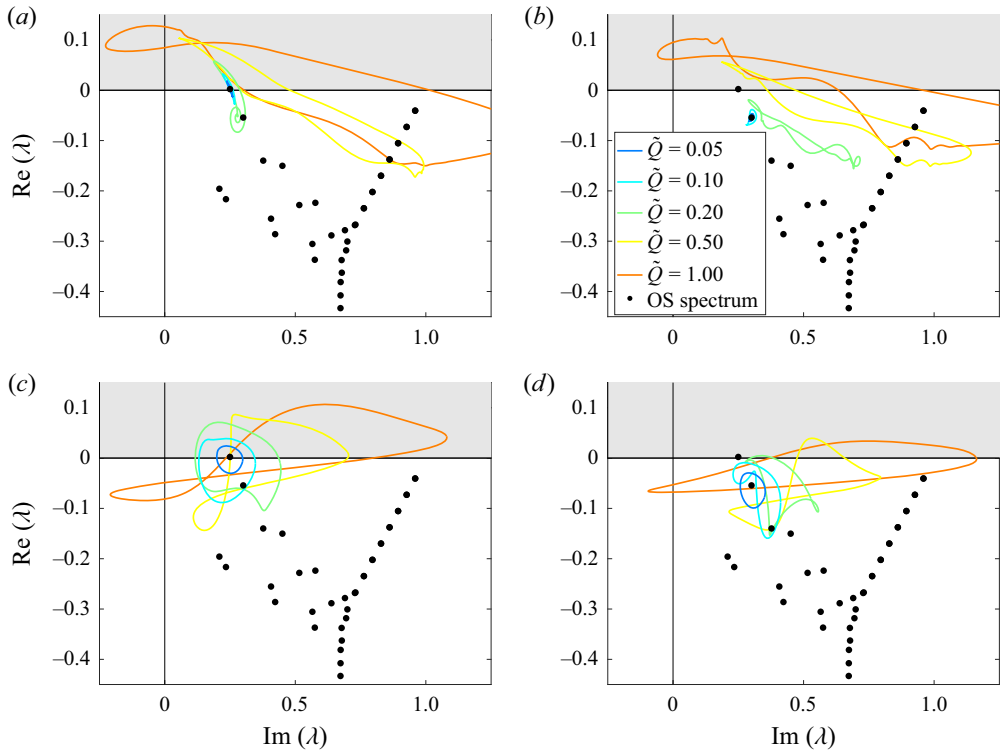 (a)
(b)
0.1
0
–0.1
–0.2
–0.3
–0.4
Re (λ)
0
0.5
1.0
0.1
0
–0.1
–0.2
–0.3
–0.4
Re (λ)
0
0.5
1.0
Q̃ = 0.05
Q̃ = 0.10
Q̃ = 0.20
Q̃ = 0.50
Q̃ = 1.00
OS spectrum
(c)
(d)
0.1
0
–0.1
–0.2
–0.3
–0.4
Re (λ)
0
0.5
1.0
Im (λ)
0.1
0
–0.1
–0.2
–0.3
–0.4
Re (λ)
0
0.5
1.0
Im (λ)